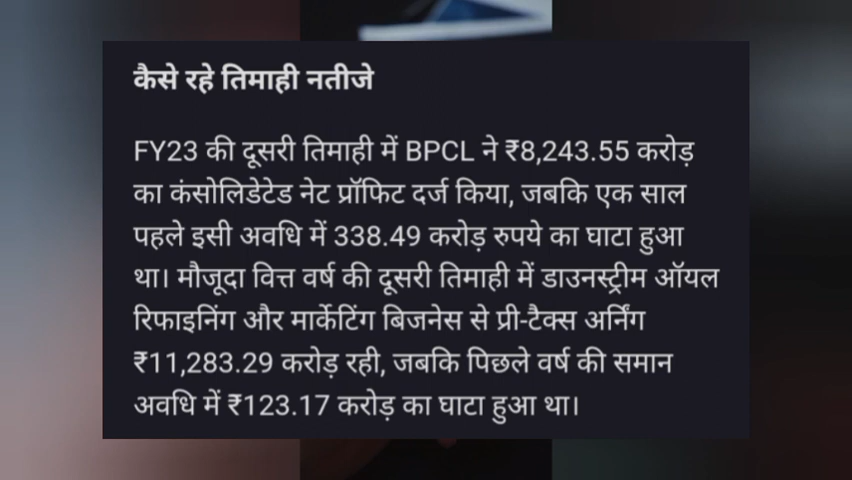 कैसे रहे तिमाही नतीजे
FY23 की दूसरी तिमाही में BPCL ने ₹8,243.55 करोड़
का कंसोलिडेटेड नेट प्रॉफिट दर्ज किया, जबकि एक साल
पहले इसी अवधि में 338.49 करोड़ रुपये का घाटा हुआ
था। मौजूदा वित्त वर्ष की दूसरी तिमाही में डाउनस्ट्रीम ऑयल
रिफाइनिंग और मार्केटिंग बिजनेस से प्री-टैक्स अर्निंग
₹11,283.29 करोड़ रही, जबकि पिछले वर्ष की समान
अवधि में ₹123.17 करोड़ का घाटा हुआ था।